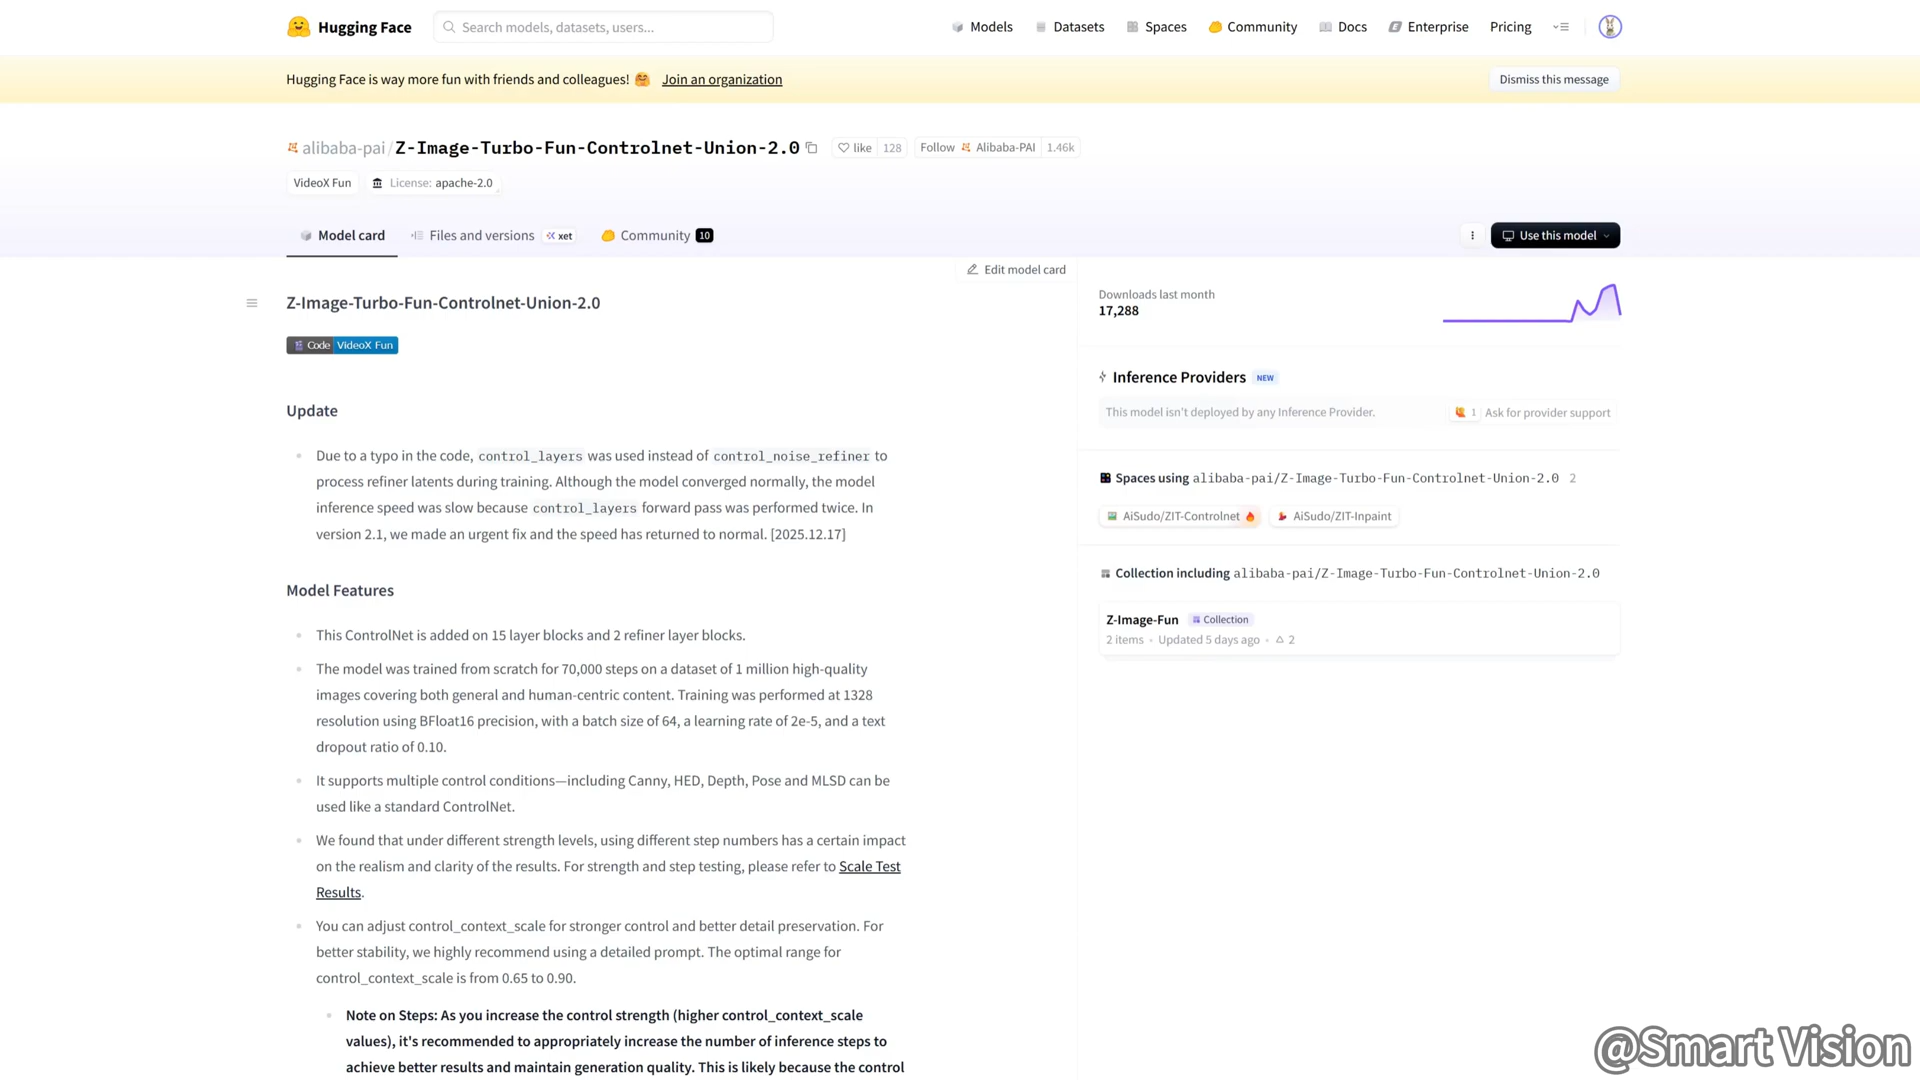 Hugging Face
Search models, datasets, users...
Models
Datasets
Spaces
Community
Docs
Enterprise
Pricing
Hugging Face is way more fun with friends and colleagues! 🤗 Join an organization
Dismiss this message
alibaba-pai/Z-Image-Turbo-Fun-Controlnet-Union-2.0
like 128
Follow Alibaba-PAI 1.46k
VideoX Fun
License: apache-2.0
Model card
Files and versions xet
Community 10
Use this model
Edit model card
Z-Image-Turbo-Fun-Controlnet-Union-2.0
Code VideoX Fun
Update
Due to a typo in the code, control_layers was used instead of control_noise_refiner to
process refiner latents during training. Although the model converged normally, the model
inference speed was slow because control_layers forward pass was performed twice. In
version 2.1, we made an urgent fix and the speed has returned to normal. [2025.12.17]
Model Features
This ControlNet is added on 15 layer blocks and 2 refiner layer blocks.
The model was trained from scratch for 70,000 steps on a dataset of 1 million high-quality
images covering both general and human-centric content. Training was performed at 1328
resolution using BFloat16 precision, with a batch size of 64, a learning rate of 2e-5, and a text
dropout ratio of 0.10.
It supports multiple control conditions—including Canny, HED, Depth, Pose and MLSD can be
used like a standard ControlNet.
We found that under different strength levels, using different step numbers has a certain impact
on the realism and clarity of the results. For strength and step testing, please refer to Scale Test
Results.
You can adjust control_context_scale for stronger control and better detail preservation. For
better stability, we highly recommend using a detailed prompt. The optimal range for
control_context_scale is from 0.65 to 0.90.
Note on Steps: As you increase the control strength (higher control_context_scale
values), it's recommended to appropriately increase the number of inference steps to
achieve better results and maintain generation quality. This is likely because the control
Downloads last month
17,288
Inference Providers NEW
This model isn't deployed by any Inference Provider.
1 Ask for provider support
Spaces using alibaba-pai/Z-Image-Turbo-Fun-Controlnet-Union-2.0 2
AiSudo/ZIT-Controlnet 🔥
AiSudo/ZIT-Inpaint
Collection including alibaba-pai/Z-Image-Turbo-Fun-Controlnet-Union-2.0
Z-Image-Fun Collection
2 items • Updated 5 days ago • 2
@Smart Vision